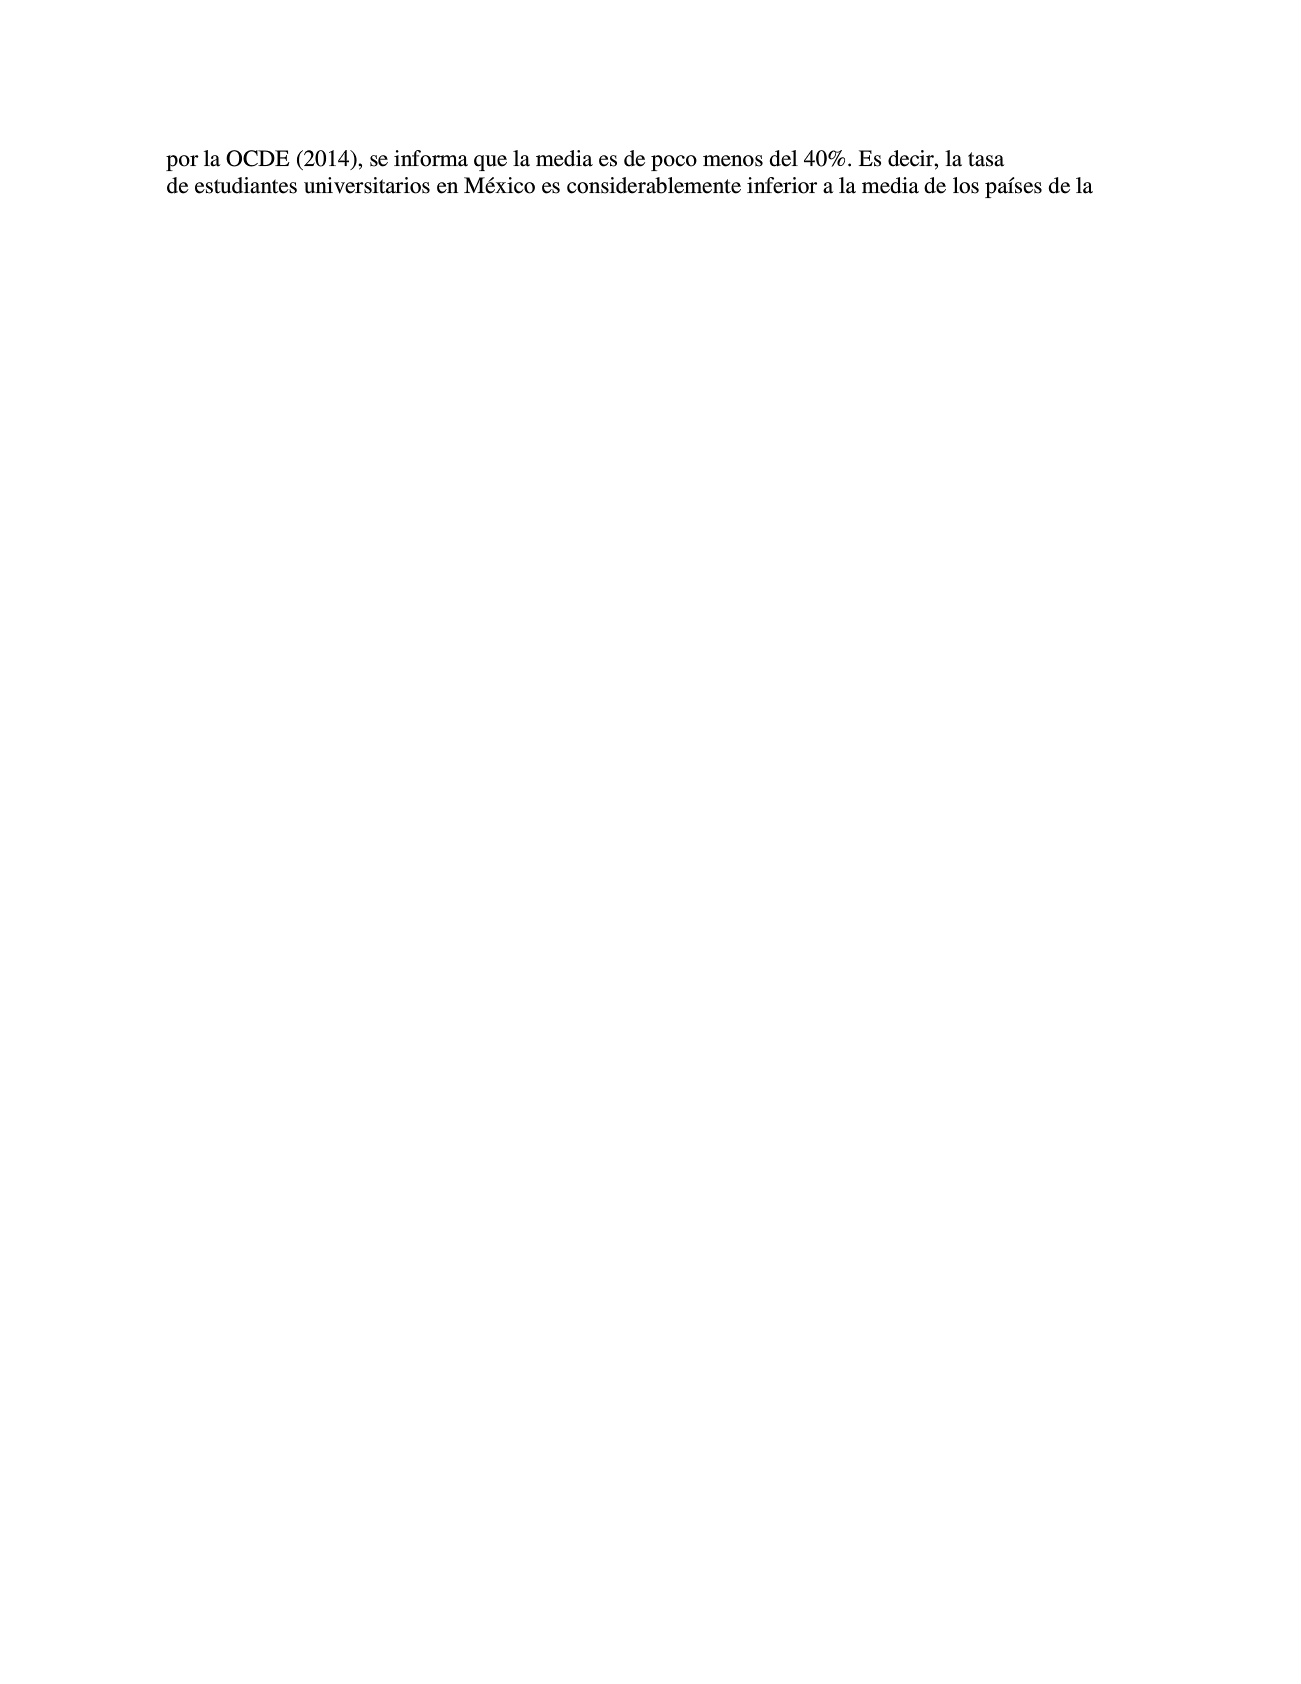 por la OCDE (2014), se informa que la media es de poco menos del 40%. Es decir, la tasa
de estudiantes universitarios en México es considerablemente inferior a la media de los países de la